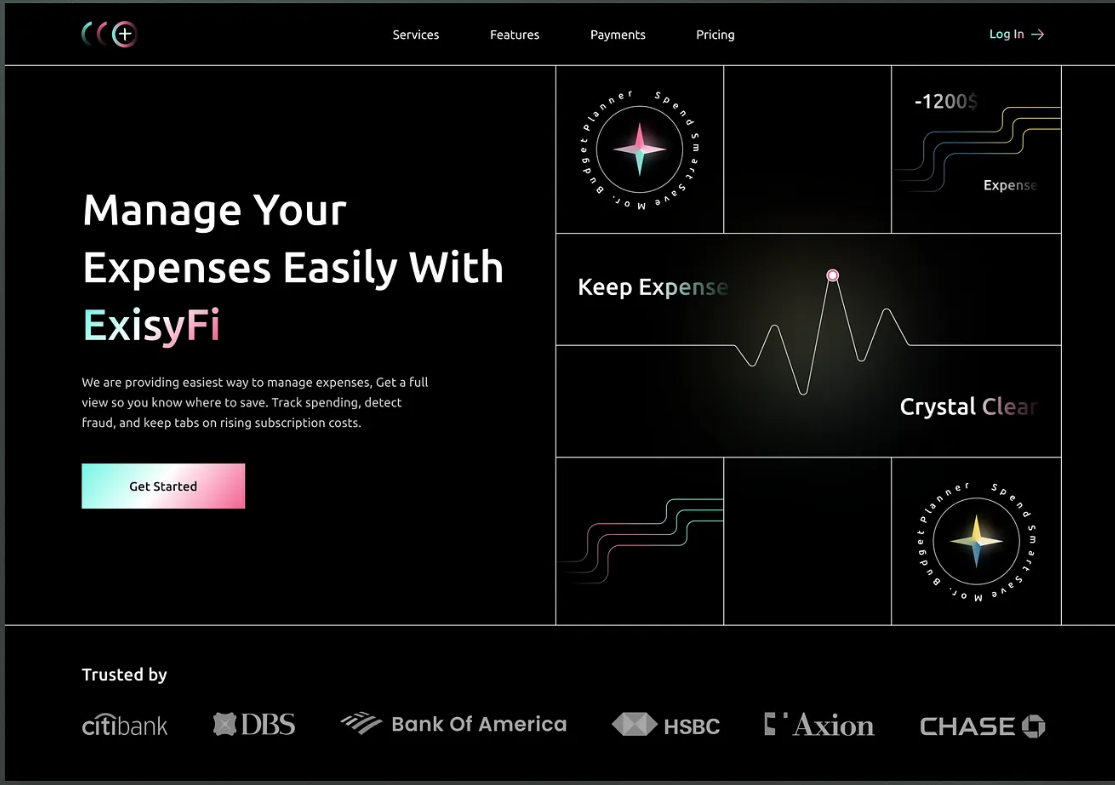 Services
Features
Payments
Pricing
Log In
Manage Your
Expenses Easily With
ExisyFi
We are providing easiest way to manage expenses, Get a full
view so you know where to save. Track spending, detect
fraud, and keep tabs on rising subscription costs.
Get Started
Spend Smart Save Mor. Budget Planner
-1200$
Expense
Keep Expense
Crystal Clear
Spend Smart Save Mor. Budget Planner
Trusted by
citibank
DBS
Bank Of America
HSBC
Axion
CHASE